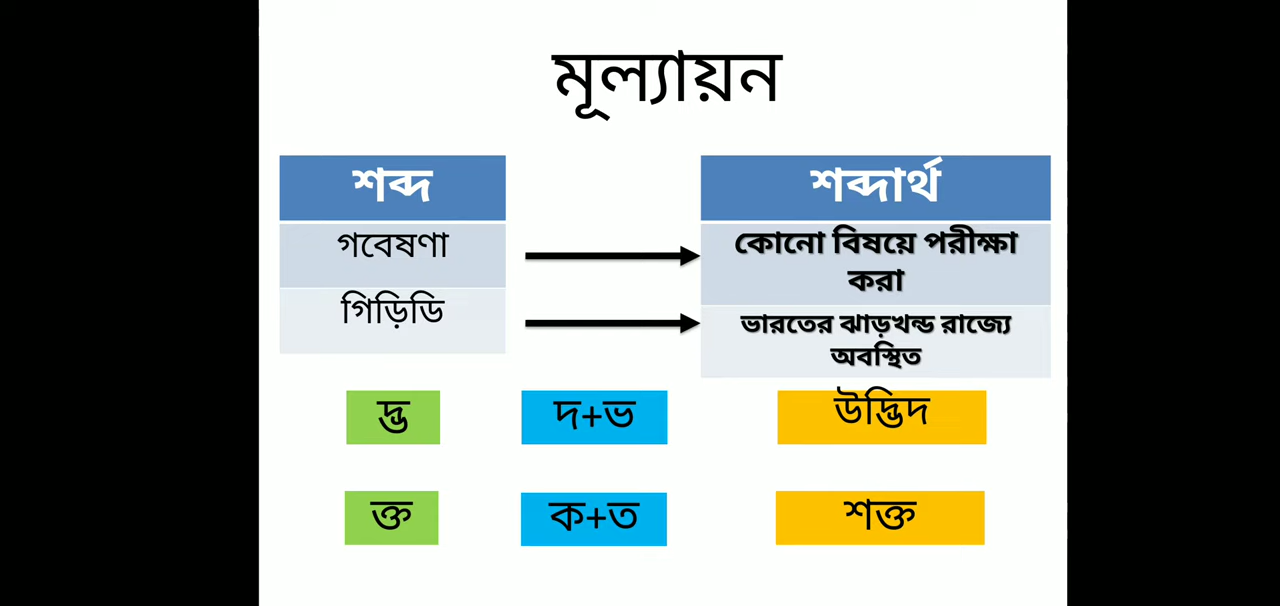 মূল্যায়ন
শব্দ
শব্দার্থ
গবেষণা
কোনো বিষয়ে পরীক্ষা
করা
গিড়িডি
ভারতের ঝাড়খন্ড রাজ্যে
অবস্থিত
দ্ভ
দ+ভ
উদ্ভিদ
ক্ত
ক+ত
শক্ত